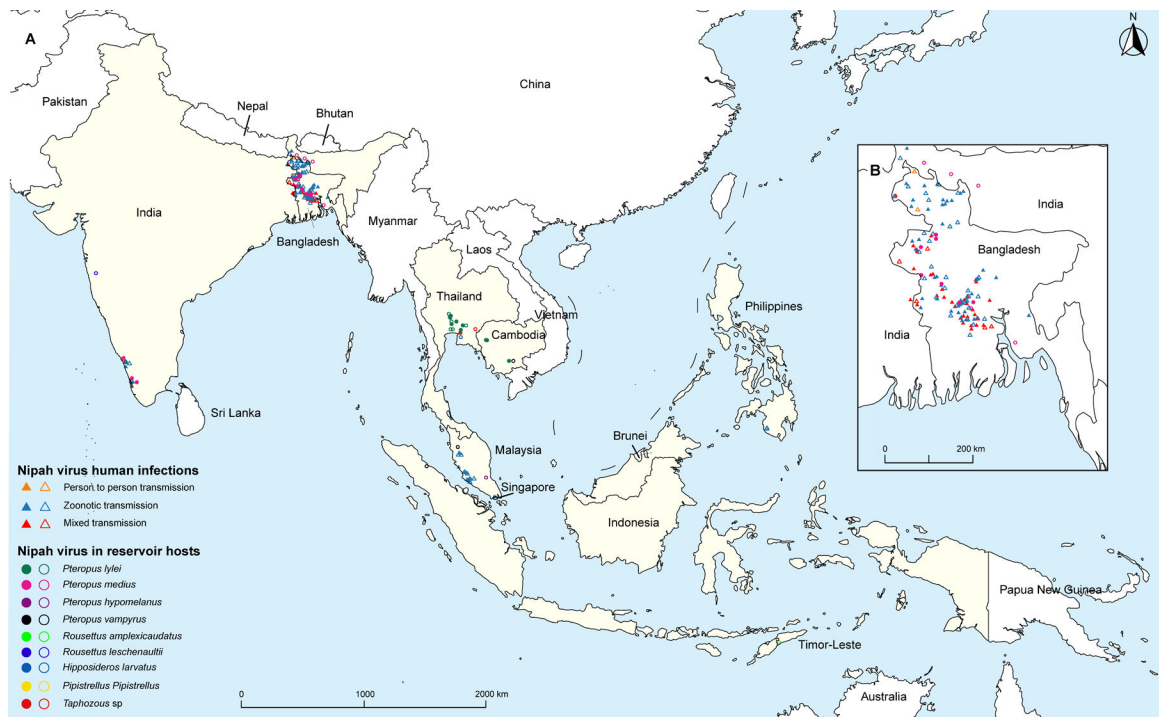 A
N
China
Pakistan
Nepal
Bhutan
India
Bangladesh
Myanmar
Laos
Thailand
Vietnam
Cambodia
Philippines
Sri Lanka
Malaysia
Brunei
Singapore
Indonesia
Papua New Guinea
Timor-Leste
Australia
B
India
Bangladesh
India
0 200 km
Nipah virus human infections
Person to person transmission
Zoonotic transmission
Mixed transmission
Nipah virus in reservoir hosts
Pteropus lylei
Pteropus medius
Pteropus hypomelanus
Pteropus vampyrus
Rousettus amplexicaudatus
Rousettus leschenaultii
Hipposideros larvatus
Pipistrellus Pipistrellus
Taphozous sp
0 1000 2000 km